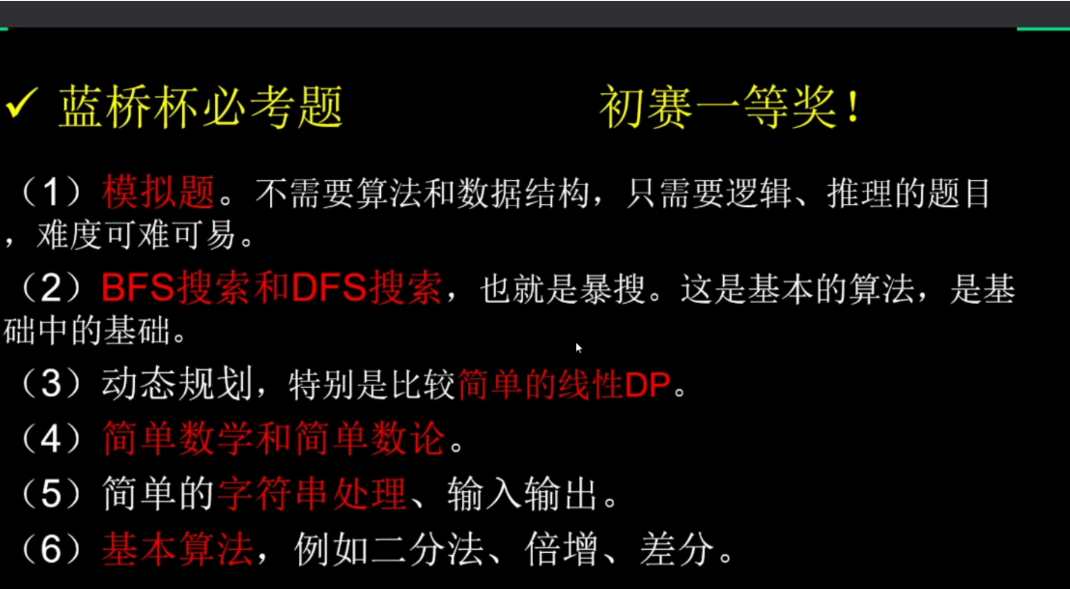 ✓ 蓝桥杯必考题 初赛一等奖！
（1）模拟题。不需要算法和数据结构，只需要逻辑、推理的题目
，难度可难可易。
（2）BFS搜索和DFS搜索，也就是暴搜。这是基本的算法，是基
础中的基础。
（3）动态规划，特别是比较简单的线性DP。
（4）简单数学和简单数论。
（5）简单的字符串处理、输入输出。
（6）基本算法，例如二分法、倍增、差分。